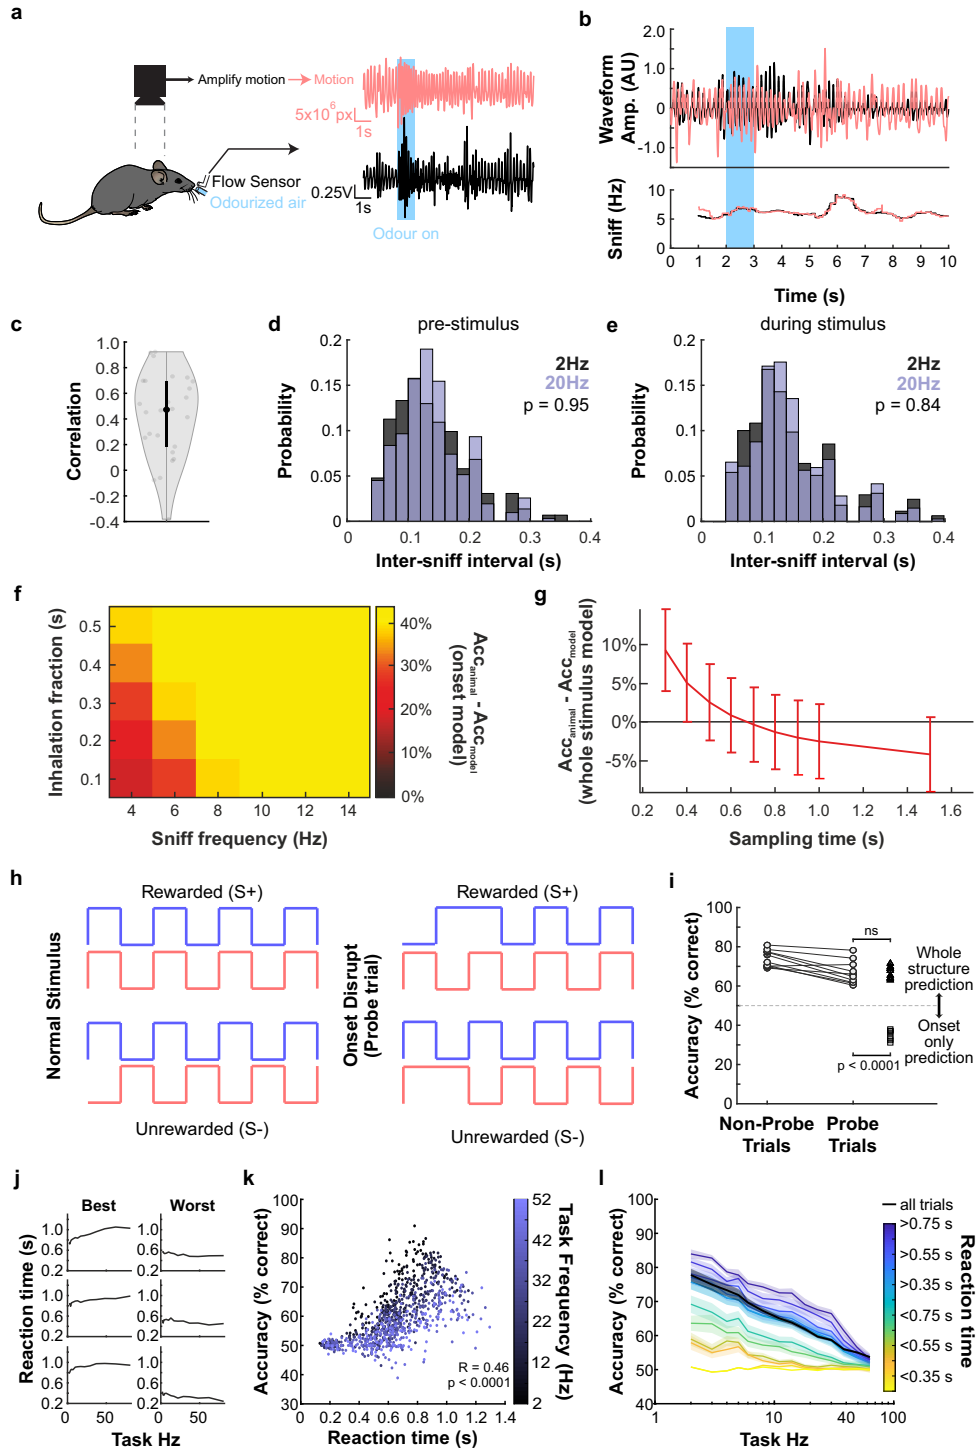 a
Amplify motion
Motion
5x10⁶ px
1s
Flow Sensor
Odourized air
0.25V
1s
Odour on
b
Waveform
Amp. (AU)
1.0
0
-1.0
Sniff (Hz)
10
5
0
0 1 2 3 4 5 6 7 8 9 10
Time (s)
c
Correlation
1.0
0.8
0.6
0.4
0.2
0
-0.2
-0.4
d
pre-stimulus
2Hz
20Hz
p = 0.95
Probability
0.2
0.15
0.1
0.05
0
0 0.1 0.2 0.3 0.4
Inter-sniff interval (s)
e
during stimulus
2Hz
20Hz
p = 0.84
Probability
0.2
0.15
0.1
0.05
0
0 0.1 0.2 0.3 0.4
Inter-sniff interval (s)
f
Inhalation fraction (s)
0.5
0.4
0.3
0.2
0.1
4 6 8 10 12 14
Sniff frequency (Hz)
40%
30%
20%
10%
0%
Acc animal - Acc model
(onset model)
g
Acc animal - Acc model
(whole stimulus model)
10%
5%
0%
-5%
0.2 0.4 0.6 0.8 1.0 1.2 1.4 1.6
Sampling time (s)
h
Normal Stimulus
Rewarded (S+)
Unrewarded (S-)
Onset Disrupt
(Probe trial)
Rewarded (S+)
Unrewarded (S-)
i
Accuracy (% correct)
100
80
60
40
20
0
ns
p < 0.0001
Whole
structure
prediction
Onset
only
prediction
Non-Probe
Trials
Probe
Trials
j
Best
Worst
Reaction time (s)
1.0
0.6
0.2
1.0
0.6
0.2
1.0
0.6
0.2
1.0
0.6
0.2
1.0
0.6
0.2
1.0
0.6
0.2
0 50
0 50
Task Hz
k
Accuracy (% correct)
100
90
80
70
60
50
40
30
R = 0.46
p < 0.0001
0 0.2 0.4 0.6 0.8 1.0 1.2 1.4
Reaction time (s)
52
42
32
22
12
2
Task Frequency (Hz)
l
Accuracy (% correct)
100
90
80
70
60
50
40
1 10 40 100
Task Hz
all trials
>0.75 s
>0.55 s
>0.35 s
<0.75 s
<0.55 s
<0.35 s
Reaction time